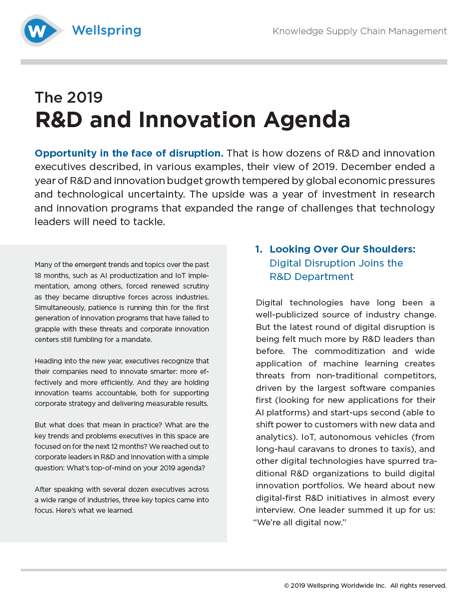 W
Wellspring
Knowledge Supply Chain Management
The 2019
R&D and Innovation Agenda
Opportunity in the face of disruption. That is how dozens of R&D and innovation
executives described, in various examples, their view of 2019. December ended a
year of R&D and innovation budget growth tempered by global economic pressures
and technological uncertainty. The upside was a year of investment in research
and innovation programs that expanded the range of challenges that technology
leaders will need to tackle.
Many of the emergent trends and topics over the past
18 months, such as AI productization and IoT imple-
mentation, among others, forced renewed scrutiny
as they became disruptive forces across industries.
Simultaneously, patience is running thin for the first
generation of innovation programs that have failed to
grapple with these threats and corporate innovation
centers still fumbling for a mandate.
Heading into the new year, executives recognize that
their companies need to innovate smarter: more ef-
fectively and more efficiently. And they are holding
innovation teams accountable, both for supporting
corporate strategy and delivering measurable results.
But what does that mean in practice? What are the
key trends and problems executives in this space are
focused on for the next 12 months? We reached out to
corporate leaders in R&D and Innovation with a simple
question: What's top-of-mind on your 2019 agenda?
After speaking with several dozen executives across
a wide range of industries, three key topics came into
focus. Here's what we learned.
1. Looking Over Our Shoulders:
Digital Disruption Joins the
R&D Department
Digital technologies have long been a
well-publicized source of industry change.
But the latest round of digital disruption is
being felt much more by R&D leaders than
before. The commoditization and wide
application of machine learning creates
threats from non-traditional competitors,
driven by the largest software companies
first (looking for new applications for their
AI platforms) and start-ups second (able to
shift power to customers with new data and
analytics). IoT, autonomous vehicles (from
long-haul caravans to drones to taxis), and
other digital technologies have spurred tra-
ditional R&D organizations to build digital
innovation portfolios. We heard about new
digital-first R&D initiatives in almost every
interview. One leader summed it up for us:
"We're all digital now."
© 2019 Wellspring Worldwide Inc. All rights reserved.